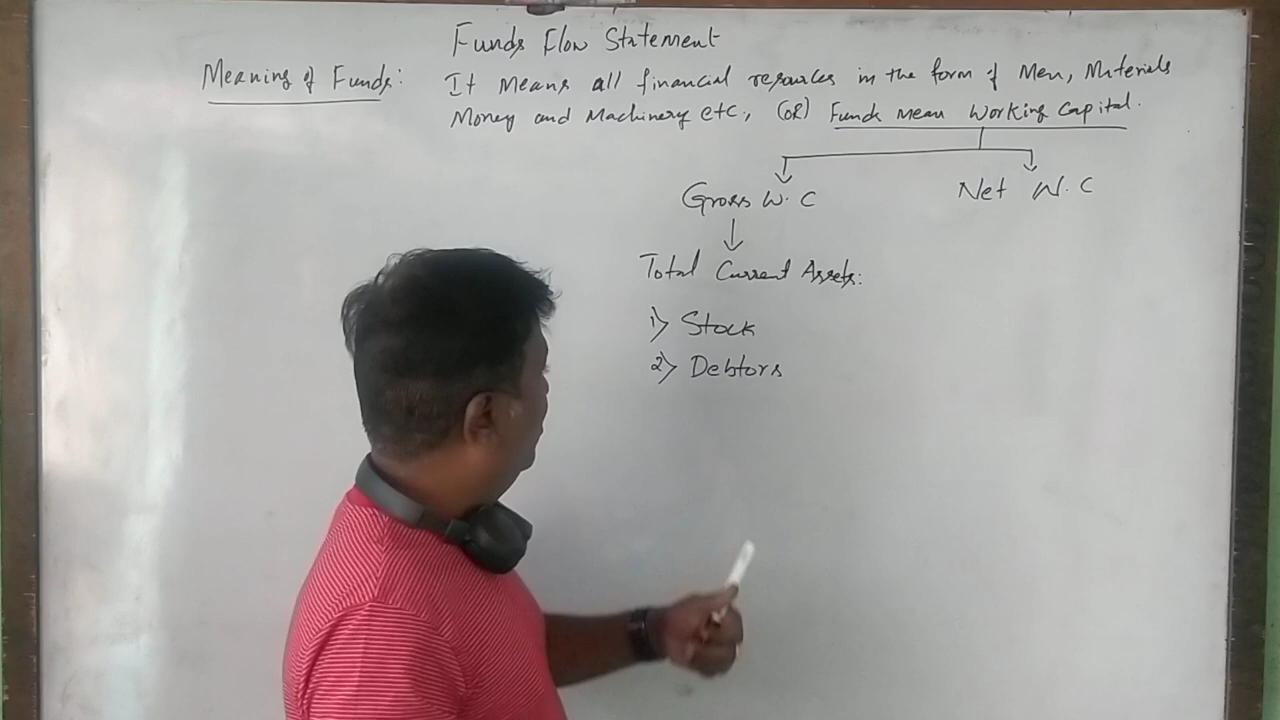 Funds Flow Statement
Meaning of Funds: It means all financial resources in the form of Men, Materials
Money and Machinery etc., (OR) Funds mean Working Capital.
Gross W.C Net W.C
Total Current Assets:
1) Stock
2) Debtors